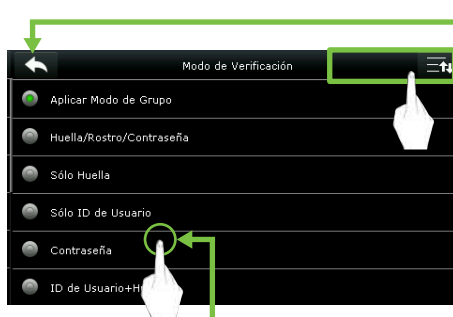 Modo de Verificación
Aplicar Modo de Grupo
Huella/Rostro/Contraseña
Sólo Huella
Sólo ID de Usuario
Contraseña
ID de Usuario+H